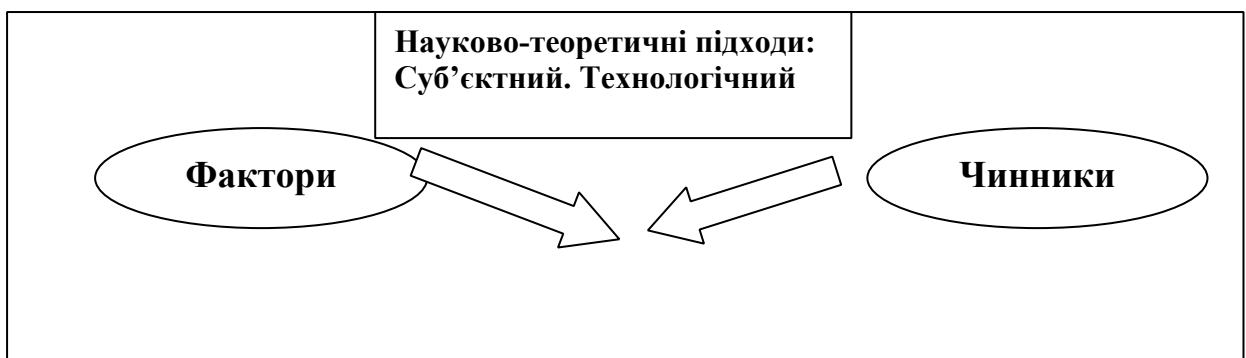 Науково-теоретичні підходи:
Суб’єктний. Технологічний
Фактори
Чинники